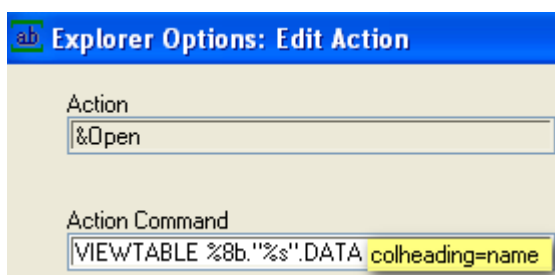 ab Explorer Options: Edit Action
Action
&Open
Action Command
VIEWTABLE %8b."%s".DATA colheading=name